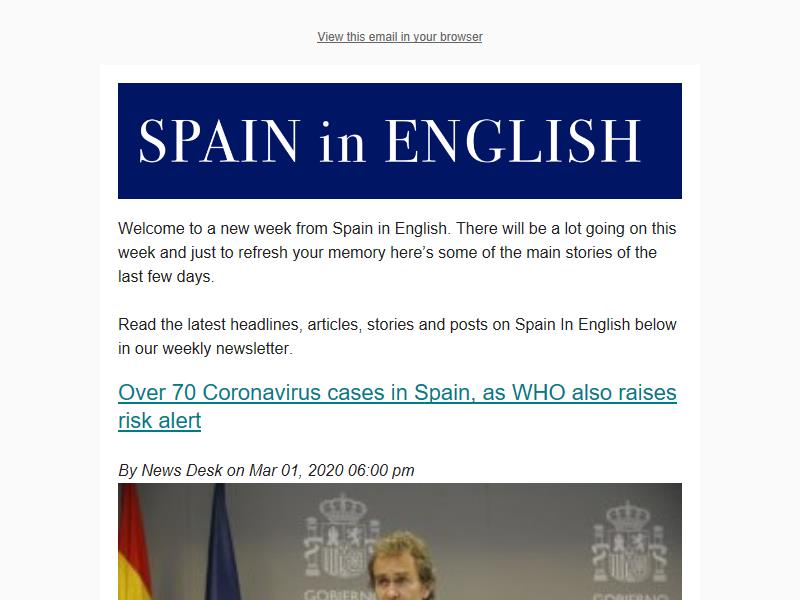 View this email in your browser
SPAIN in ENGLISH
Welcome to a new week from Spain in English. There will be a lot going on this
week and just to refresh your memory here’s some of the main stories of the
last few days.
Read the latest headlines, articles, stories and posts on Spain In English below
in our weekly newsletter.
Over 70 Coronavirus cases in Spain, as WHO also raises
risk alert
By News Desk on Mar 01, 2020 06:00 pm